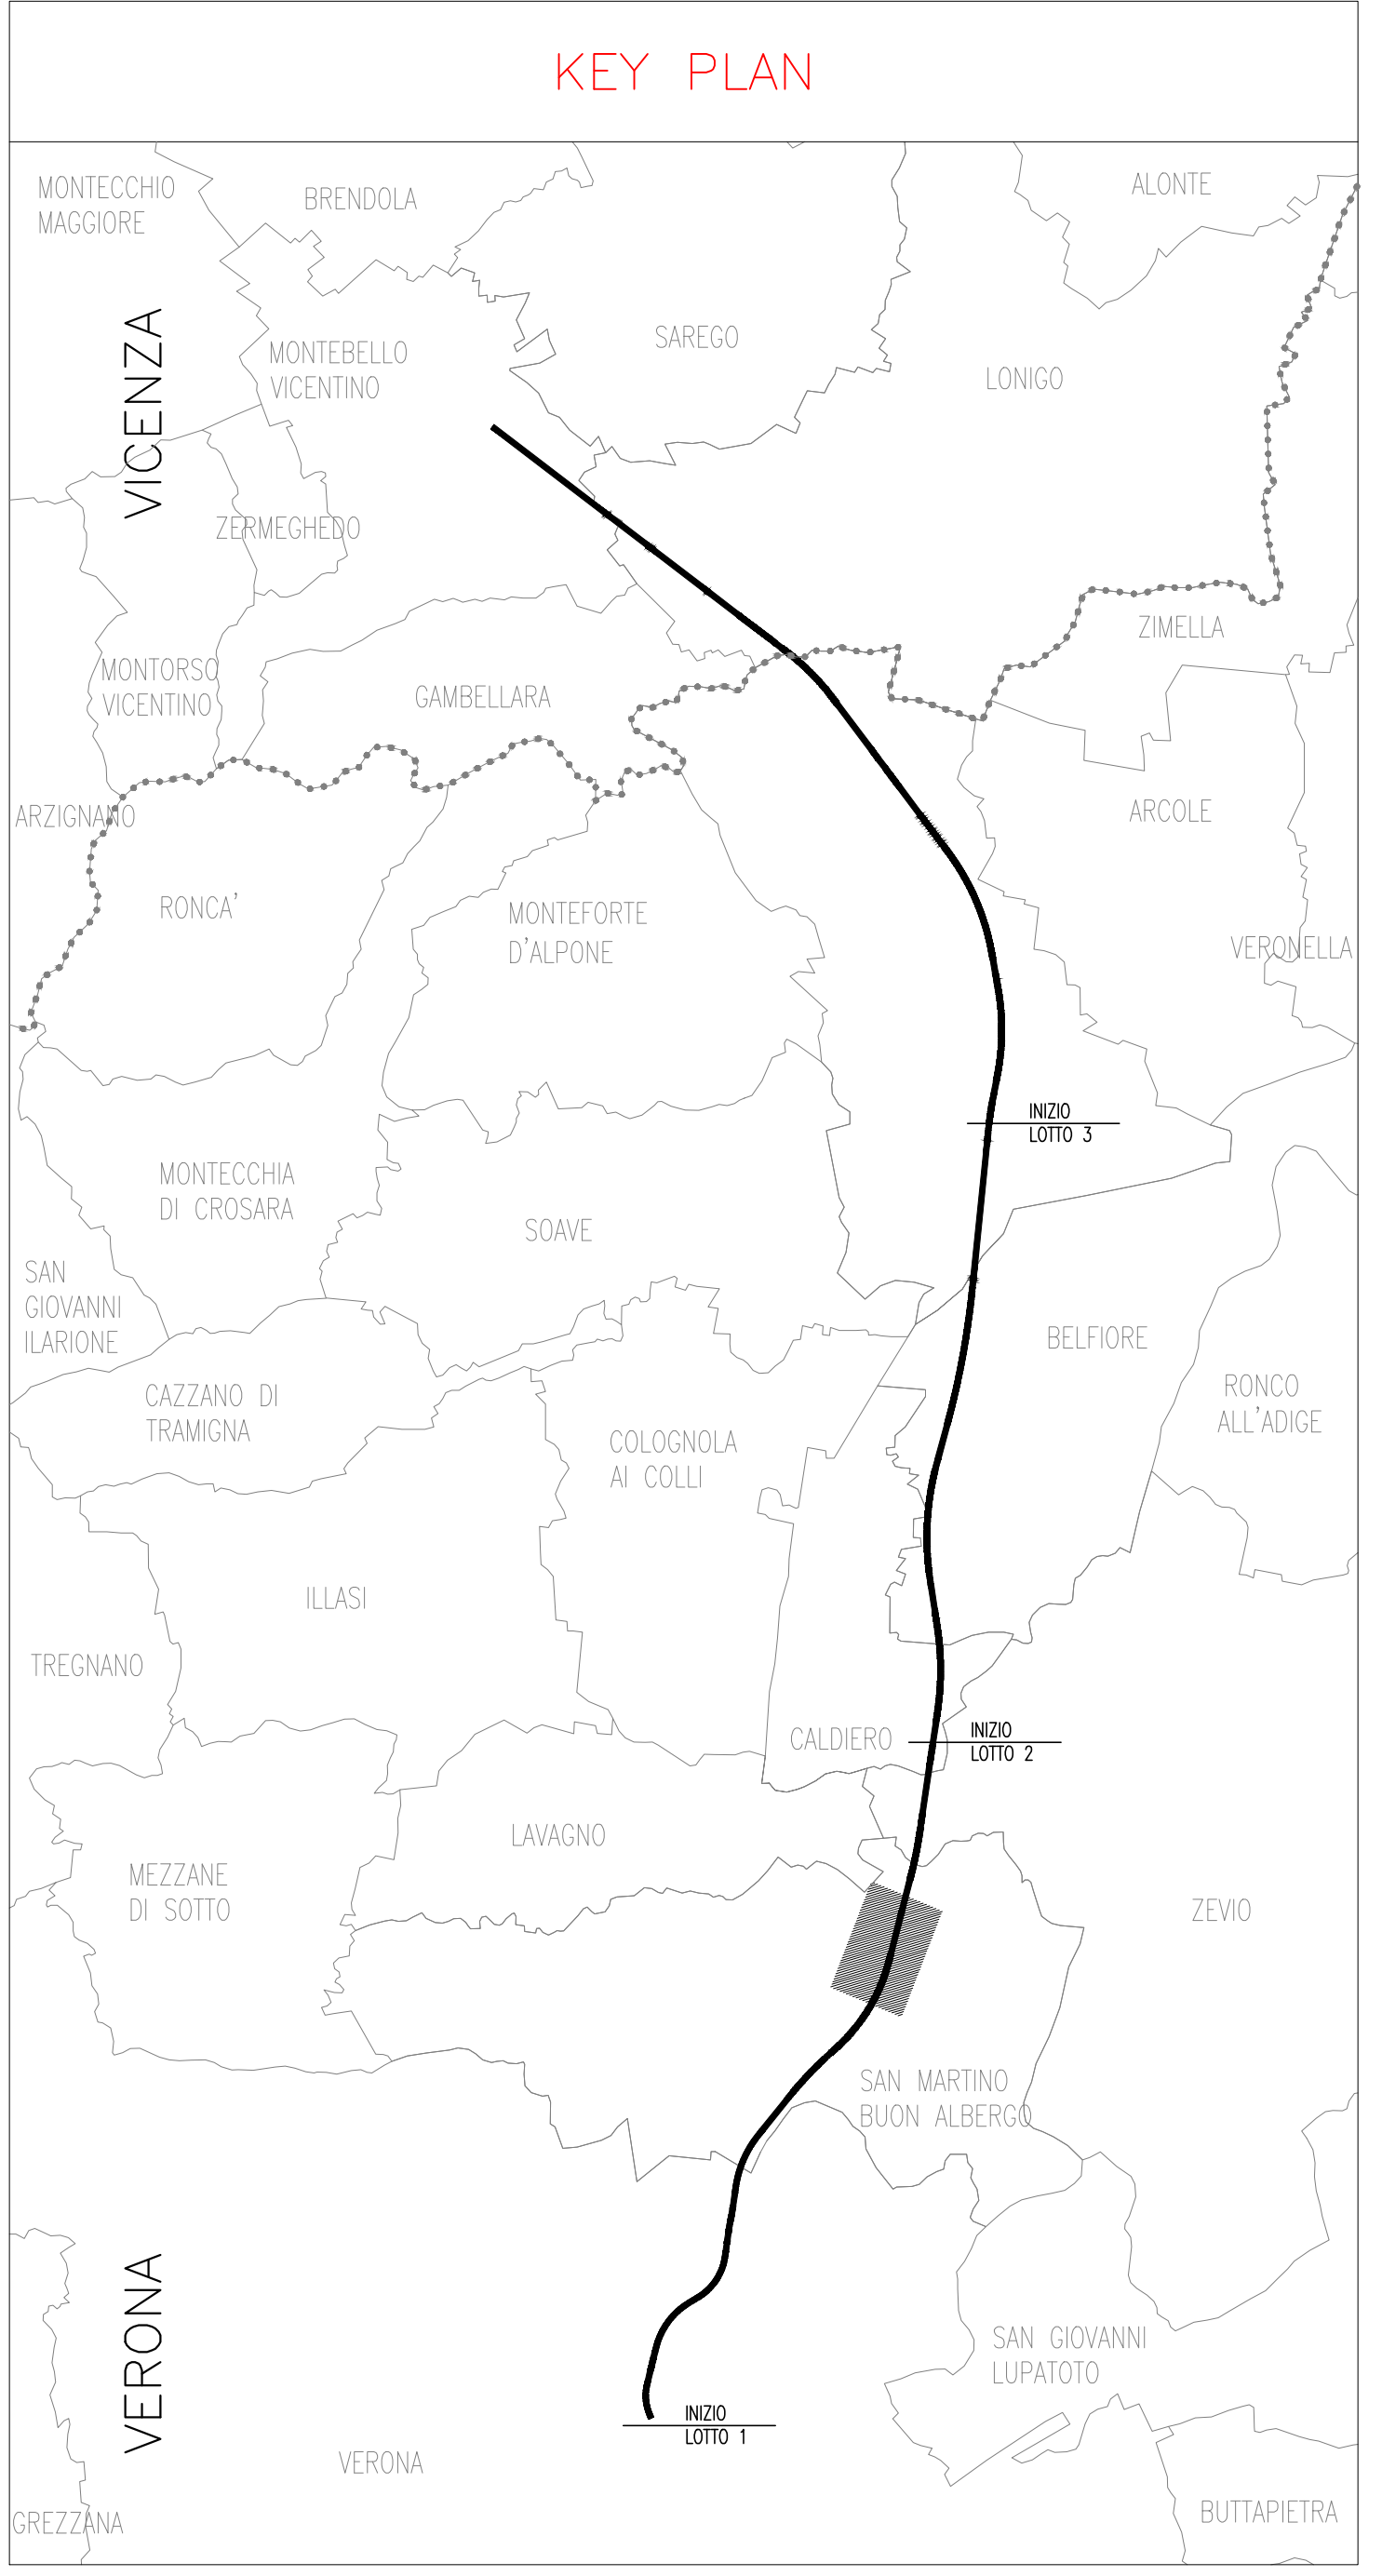 KEY PLAN
MONTECCHIO
MAGGIORE
BRENDOLA
ALONTE
VICENZA
MONTEBELLO
VICENTINO
SAREGO
LONIGO
ZERMEGHEDO
ZIMELLA
MONTORSO
VICENTINO
GAMBELLARA
ARZIGNANO
ARCOLE
RONCA'
MONTEFORTE
D'ALPONE
VERONELLA
INIZIO
LOTTO 3
MONTECCHIA
DI CROSARA
SOAVE
SAN
GIOVANNI
ILARIONE
BELFIORE
CAZZANO DI
TRAMIGNA
RONCO
ALL'ADIGE
COLOGNOLA
AI COLLI
ILLASI
TREGNANO
CALDIERO
INIZIO
LOTTO 2
LAVAGNO
MEZZANE
DI SOTTO
ZEVIO
SAN MARTINO
BUON ALBERGO
VERONA
SAN GIOVANNI
LUPATOTO
INIZIO
LOTTO 1
VERONA
GREZZANA
BUTTAPIETRA